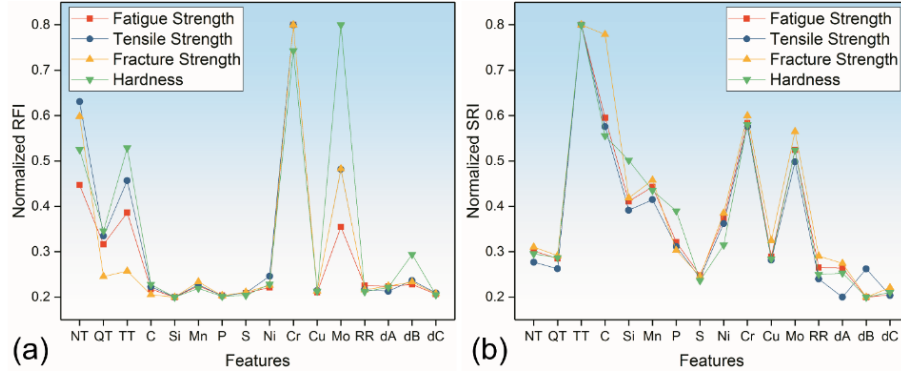 Fatigue Strength
Tensile Strength
Fracture Strength
Hardness
Normalized RFI
0.8
0.7
0.6
0.5
0.4
0.3
0.2
NT QT TT C Si Mn P S Ni Cr Cu Mo RR dA dB dC
Features
(a)
Fatigue Strength
Tensile Strength
Fracture Strength
Hardness
Normalized SRI
0.8
0.7
0.6
0.5
0.4
0.3
0.2
NT QT TT C Si Mn P S Ni Cr Cu Mo RR dA dB dC
Features
(b)